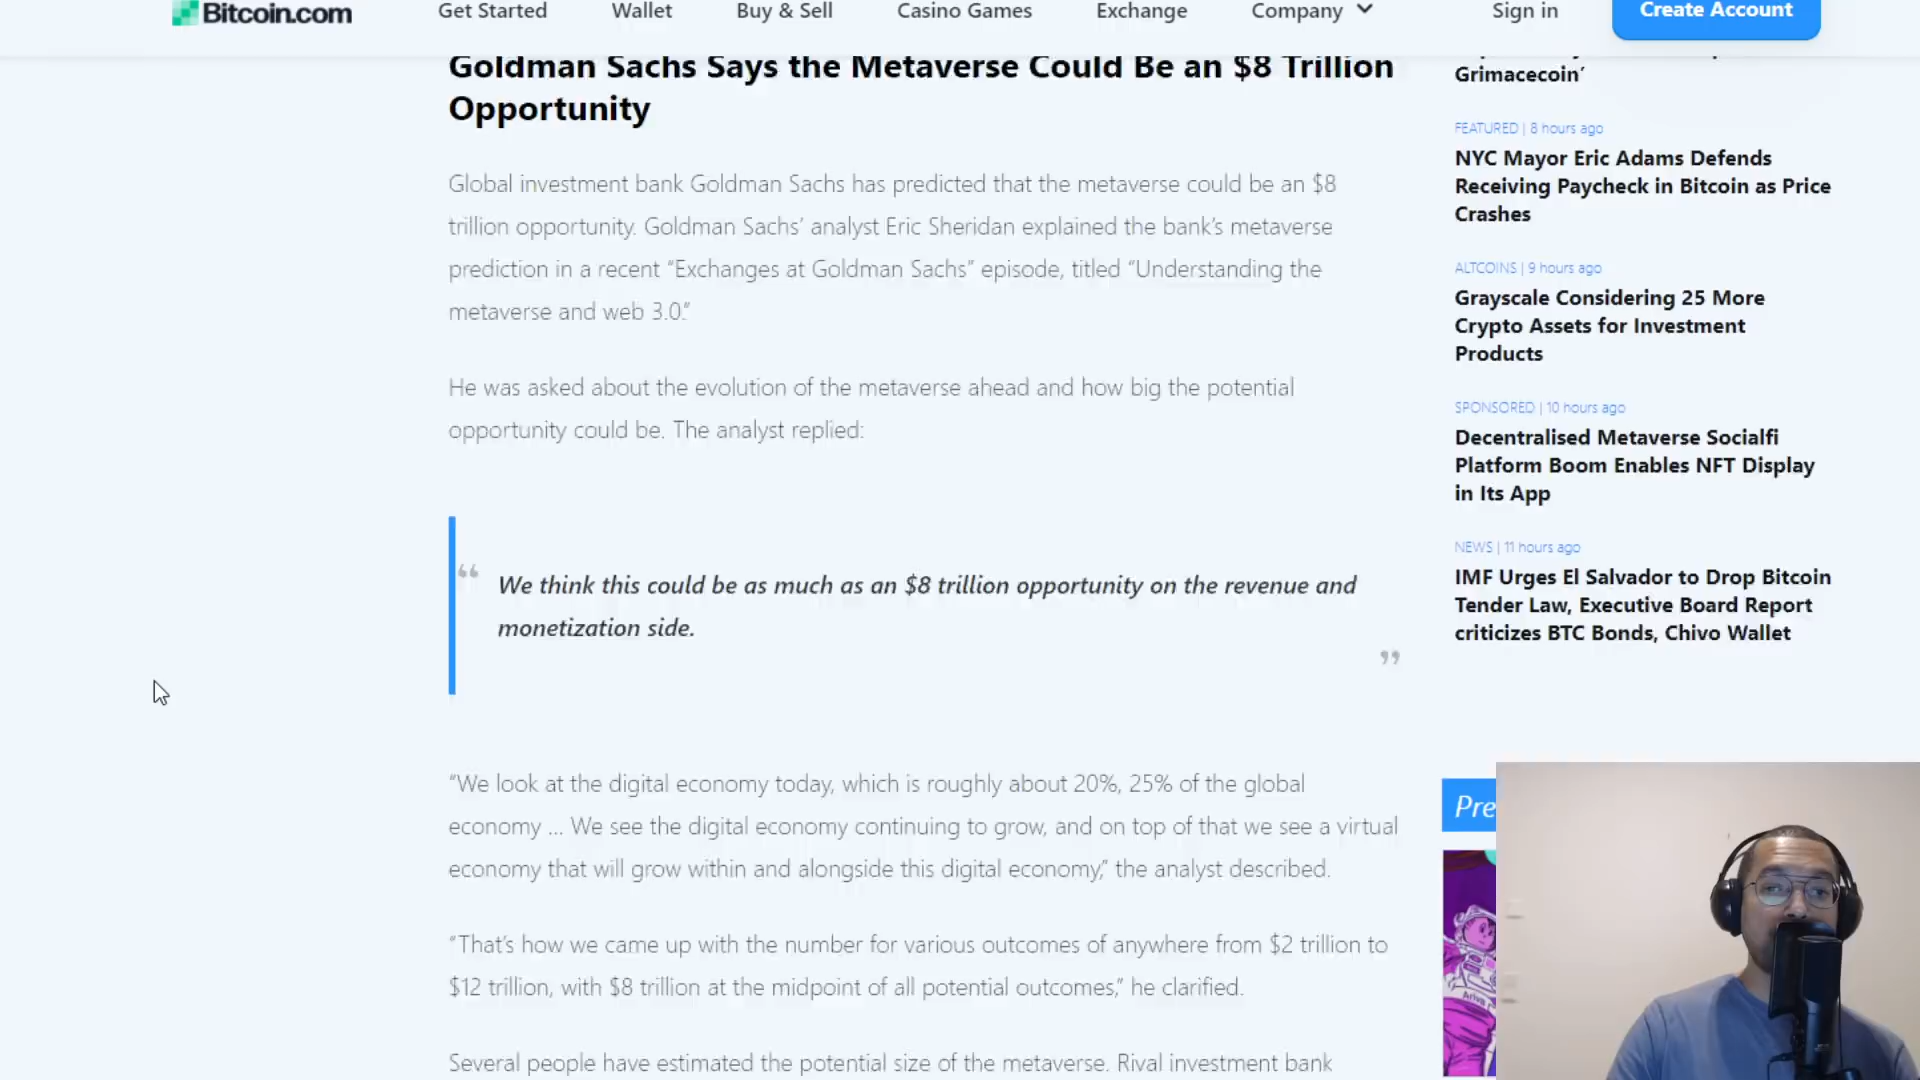 Bitcoin.com
Get Started
Wallet
Buy & Sell
Casino Games
Exchange
Company
Sign in
Create Account
Goldman Sachs Says the Metaverse Could Be an $8 Trillion
Opportunity
Global investment bank Goldman Sachs has predicted that the metaverse could be an $8
trillion opportunity. Goldman Sachs’ analyst Eric Sheridan explained the bank’s metaverse
prediction in a recent “Exchanges at Goldman Sachs” episode, titled “Understanding the
metaverse and web 3.0.”
He was asked about the evolution of the metaverse ahead and how big the potential
opportunity could be. The analyst replied:
“
We think this could be as much as an $8 trillion opportunity on the revenue and
monetization side.
”
“We look at the digital economy today, which is roughly about 20%, 25% of the global
economy … We see the digital economy continuing to grow, and on top of that we see a virtual
economy that will grow within and alongside this digital economy,” the analyst described.
“That’s how we came up with the number for various outcomes of anywhere from $2 trillion to
$12 trillion, with $8 trillion at the midpoint of all potential outcomes,” he clarified.
Several people have estimated the potential size of the metaverse. Rival investment bank
Grimacecoin’
FEATURED | 8 hours ago
NYC Mayor Eric Adams Defends
Receiving Paycheck in Bitcoin as Price
Crashes
ALTCOINS | 9 hours ago
Grayscale Considering 25 More
Crypto Assets for Investment
Products
SPONSORED | 10 hours ago
Decentralised Metaverse Socialfi
Platform Boom Enables NFT Display
in Its App
NEWS | 11 hours ago
IMF Urges El Salvador to Drop Bitcoin
Tender Law, Executive Board Report
criticizes BTC Bonds, Chivo Wallet
Pre
Ariva